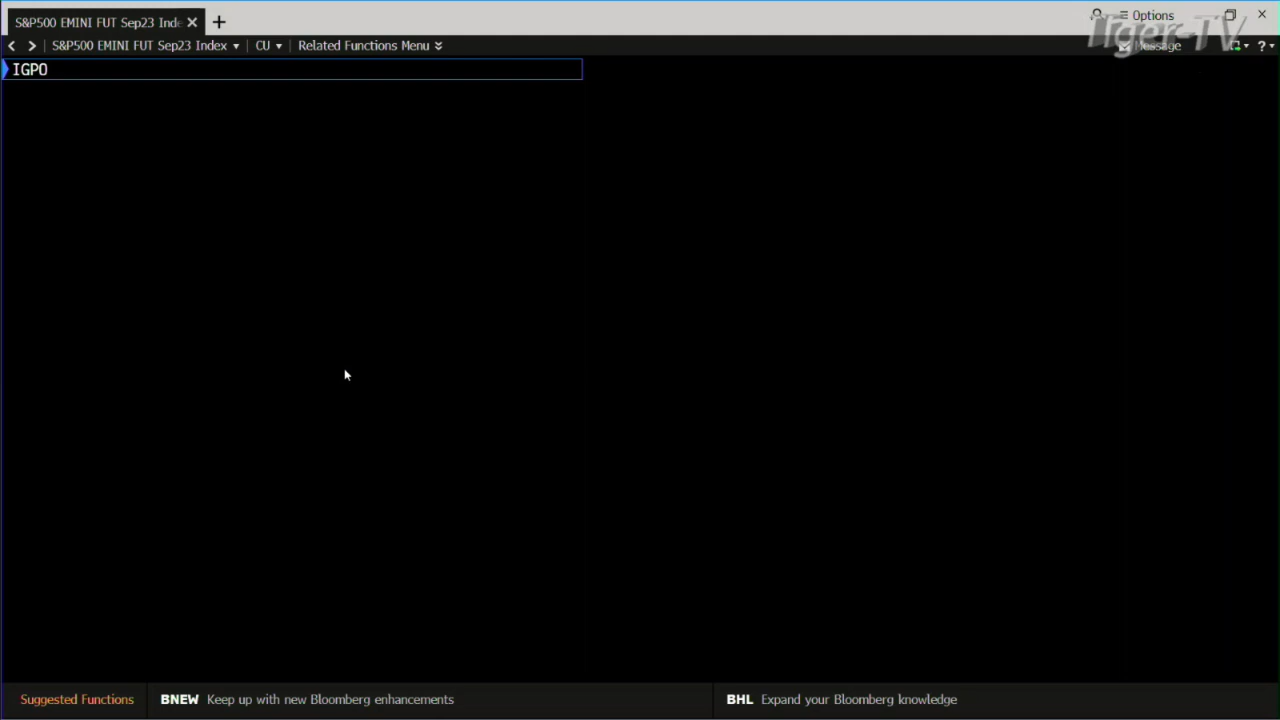 S&P500 EMINI FUT Sep23 Inde
Options
S&P500 EMINI FUT Sep23 Index
CU
Related Functions Menu
Message
?
Tiger-TV
IGPO
Suggested Functions
BNEW Keep up with new Bloomberg enhancements
BHL Expand your Bloomberg knowledge